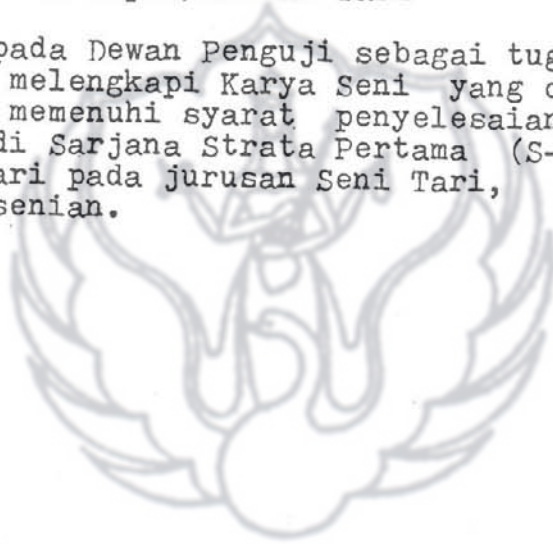 pada Dewan Penguji sebagai tug
melengkapi Karya Seni yang d
memenuhi syarat penyelesaian
di Sarjana Strata Pertama (S-
ari pada jurusan Seni Tari,
senian.